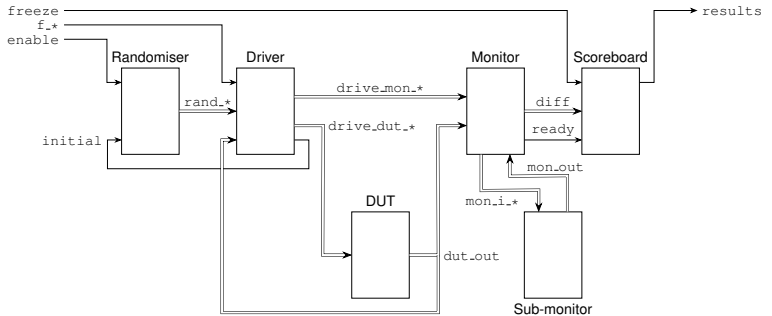 freeze
results
f_*
enable
Randomiser
Driver
Monitor
Scoreboard
drive_mon_*
rand_*
diff
drive_dut_*
ready
initial
mon_out
mon_i_*
DUT
dut_out
Sub-monitor